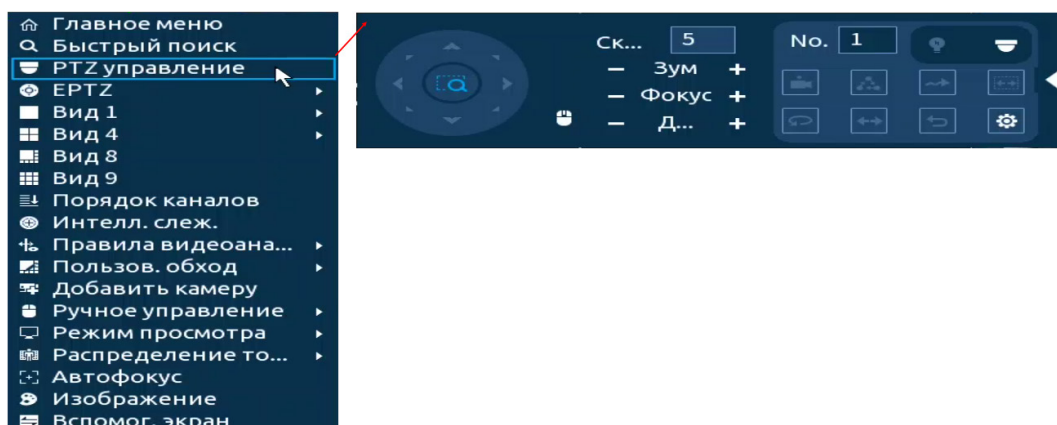 Главное меню
Быстрый поиск
PTZ управление
EPTZ
Вид 1
Вид 4
Вид 8
Вид 9
Порядок каналов
Интелл. слеж.
Правила видеоана...
Пользов. обход
Добавить камеру
Ручное управление
Режим просмотра
Распределение то...
Автофокус
Изображение
Вспомог. экран
Ск... 5
− Зум +
− Фокус +
− Д... +
No. 1